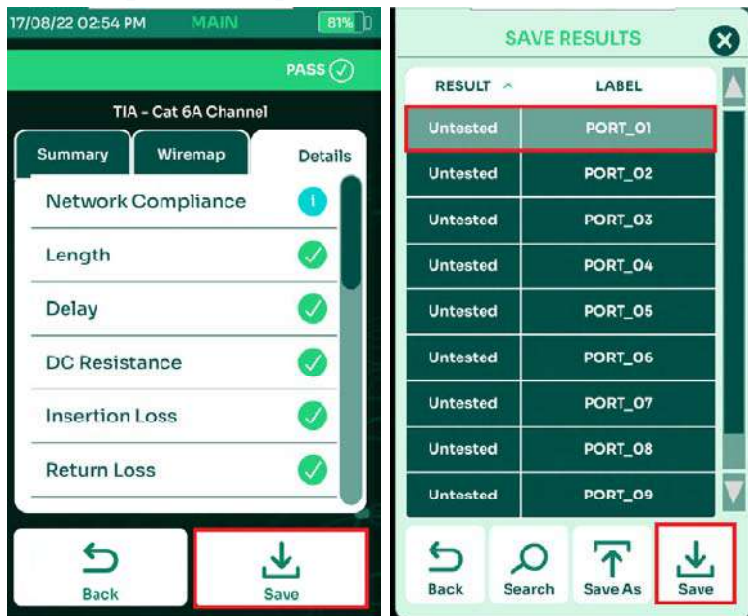 17/08/22 02:54 PM MAIN 81%
PASS
TIA - Cat 6A Channel
Summary Wiremap Details
Network Compliance i
Length
Delay
DC Resistance
Insertion Loss
Return Loss
Back Save
SAVE RESULTS
RESULT LABEL
Untested PORT_01
Untested PORT_02
Untested PORT_03
Untested PORT_04
Untested PORT_05
Untested PORT_06
Untested PORT_07
Untested PORT_08
Untested PORT_09
Back Search Save As Save